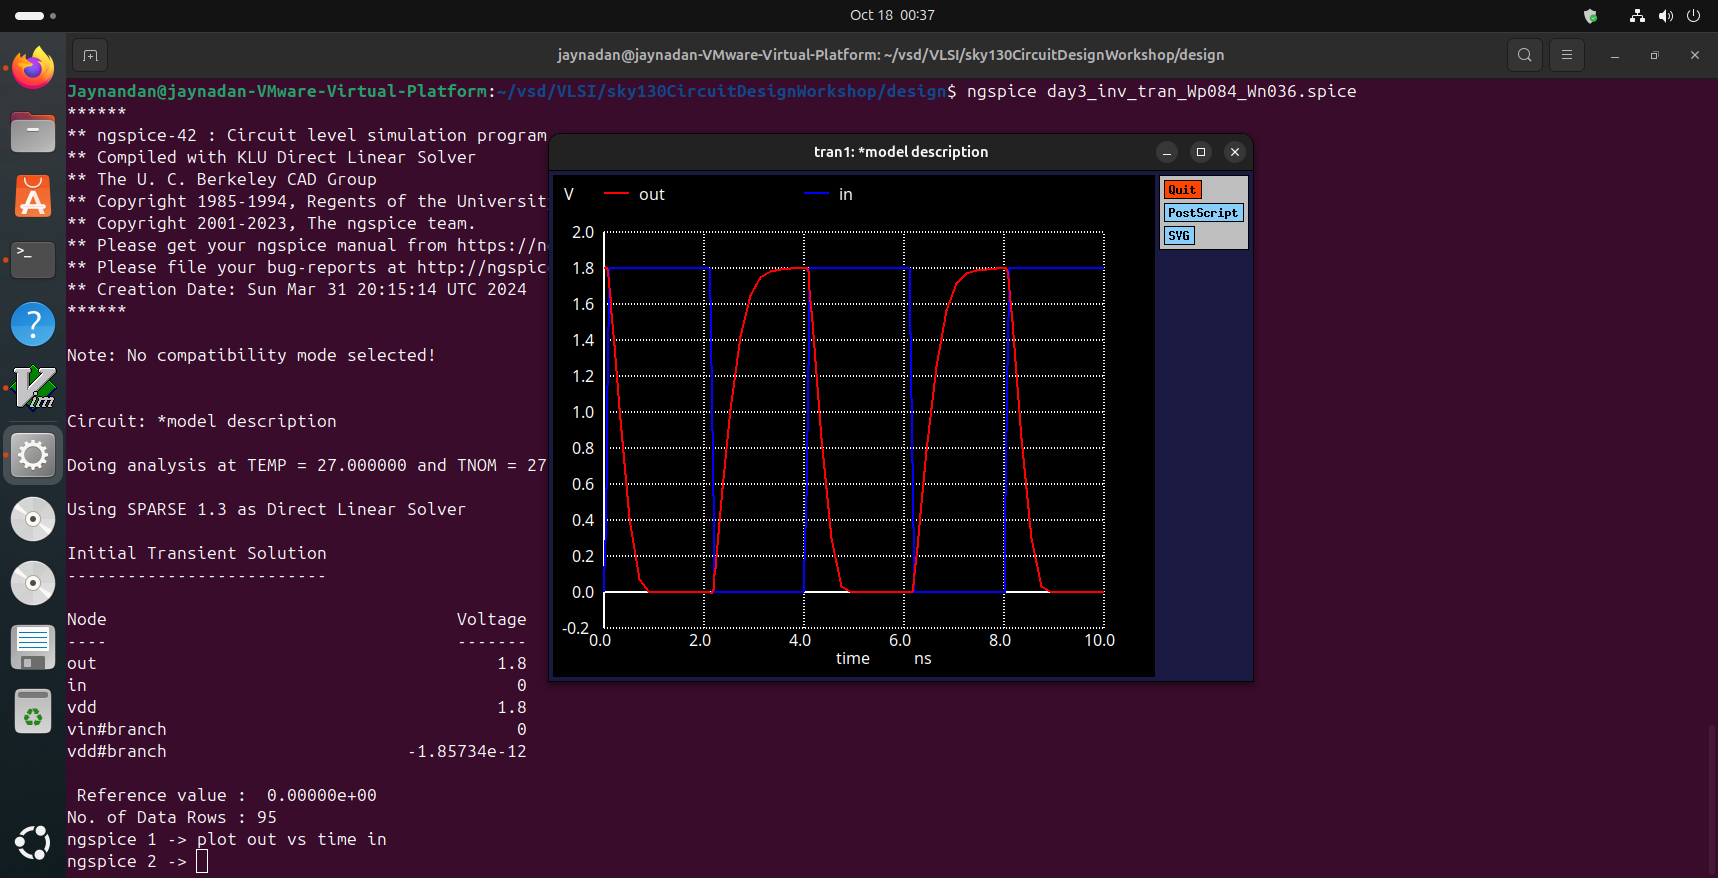 Oct 18 00:37
jaynadan@jaynadan-VMware-Virtual-Platform: ~/vsd/VLSI/sky130CircuitDesignWorkshop/design
Jaynandan@jaynadan-VMware-Virtual-Platform:~/vsd/VLSI/sky130CircuitDesignWorkshop/design$ ngspice day3_inv_tran_Wp084_Wn036.spice
******
** ngspice-42 : Circuit level simulation program
** Compiled with KLU Direct Linear Solver
** The U. C. Berkeley CAD Group
** Copyright 1985-1994, Regents of the Universit
** Copyright 2001-2023, The ngspice team.
** Please get your ngspice manual from https://n
** Please file your bug-reports at http://ngspic
** Creation Date: Sun Mar 31 20:15:14 UTC 2024
******
Note: No compatibility mode selected!
Circuit: *model description
Doing analysis at TEMP = 27.000000 and TNOM = 27
Using SPARSE 1.3 as Direct Linear Solver
Initial Transient Solution
--------------------------
Node Voltage
---- -------
out 1.8
in 0
vdd 1.8
vin#branch 0
vdd#branch -1.85734e-12
Reference value : 0.00000e+00
No. of Data Rows : 95
ngspice 1 -> plot out vs time in
ngspice 2 ->
tran1: *model description
V out in
Quit
PostScript
SVG
2.0
1.8
1.6
1.4
1.2
1.0
0.8
0.6
0.4
0.2
0.0
-0.2
0.0 2.0 4.0 6.0 8.0 10.0
time ns
>_
?
Vim